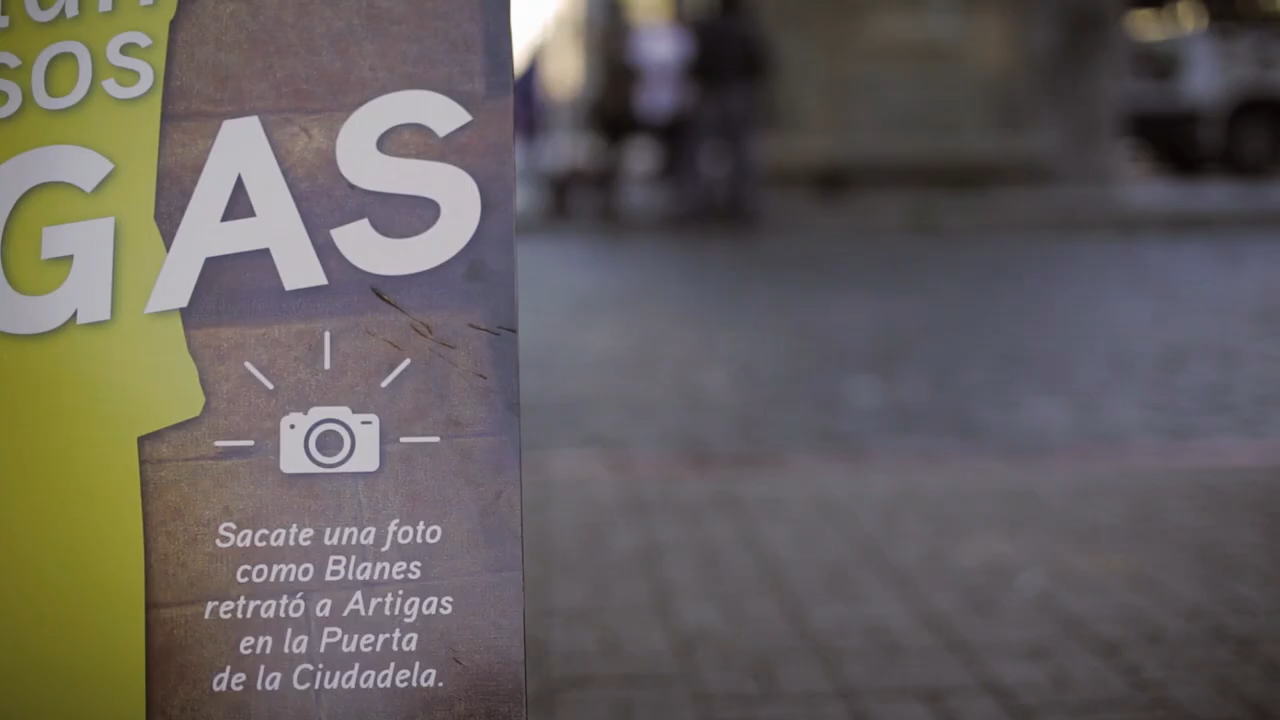 sos
GAS
Sacate una foto
como Blanes
retrató a Artigas
en la Puerta
de la Ciudadela.